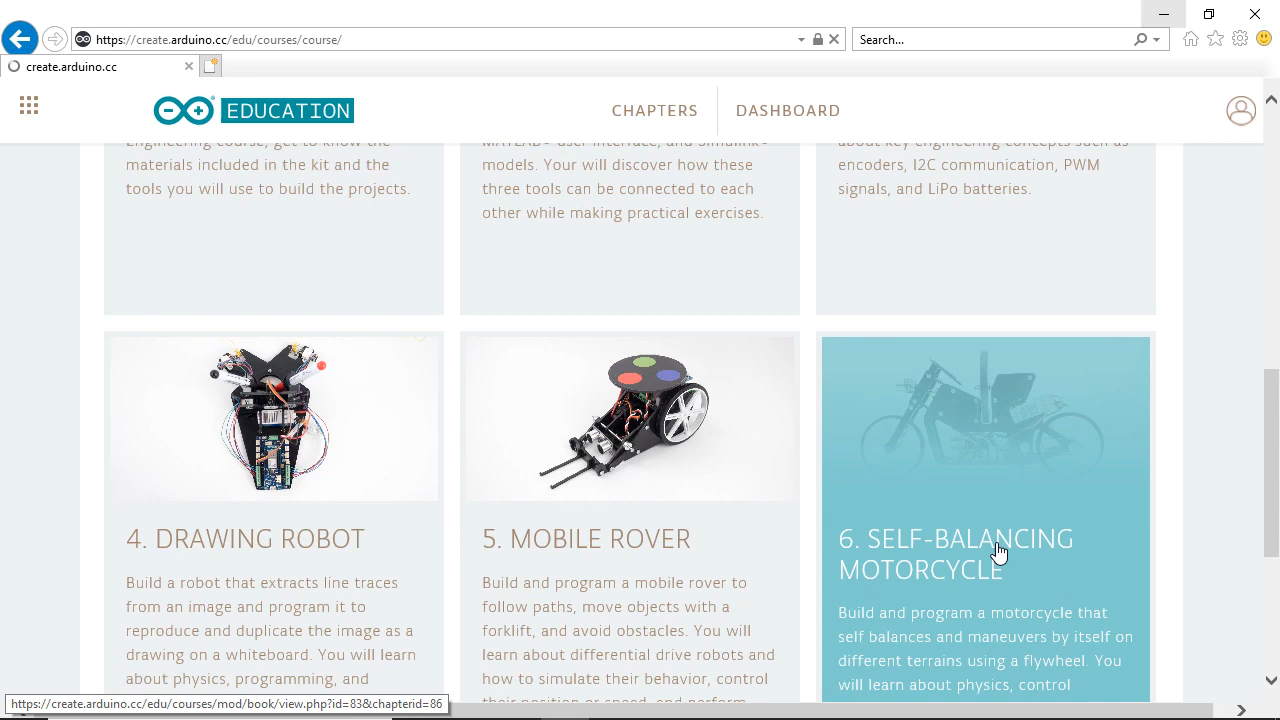 https://create.arduino.cc/edu/courses/course/
Search...
create.arduino.cc
EDUCATION
CHAPTERS
DASHBOARD
Engineering course, get to know the
materials included in the kit and the
tools you will use to build the projects.
MATLAB® user interface, and Simulink®
models. Your will discover how these
three tools can be connected to each
other while making practical exercises.
about key engineering concepts such as
encoders, I2C communication, PWM
signals, and LiPo batteries.
4. DRAWING ROBOT
Build a robot that extracts line traces
from an image and program it to
reproduce and duplicate the image as a
drawing on a whiteboard. You will learn
about physics, programming, and
5. MOBILE ROVER
Build and program a mobile rover to
follow paths, move objects with a
forklift, and avoid obstacles. You will
learn about differential drive robots and
how to simulate their behavior, control
their position or speed, and perform
6. SELF-BALANCING
MOTORCYCLE
Build and program a motorcycle that
self balances and maneuvers by itself on
different terrains using a flywheel. You
will learn about physics, control
https://create.arduino.cc/edu/courses/mod/book/view.php?id=83&chapterid=86